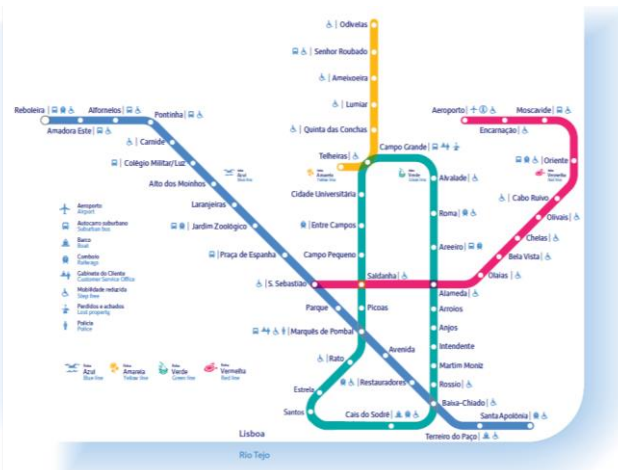 Odivelas
Senhor Roubado
Ameixoeira
Lumiar
Quinta das Conchas
Telheiras
Campo Grande
Reboleira
Alfornelos
Pontinha
Amadora Este
Carnide
Colégio Militar/Luz
Alto dos Moinhos
Laranjeiras
Jardim Zoológico
Praça de Espanha
S. Sebastião
Parque
Marquês de Pombal
Avenida
Restauradores
Baixa-Chiado
Terreiro do Paço
Santa Apolónia
Aeroporto
Moscavide
Encarnação
Oriente
Cabo Ruivo
Olivais
Chelas
Bela Vista
Olaias
Alameda
Saldanha
Cidade Universitária
Entre Campos
Campo Pequeno
Picoas
Rato
Estrela
Santos
Cais do Sodré
Alvalade
Roma
Areeiro
Arroios
Anjos
Intendente
Martim Moniz
Rossio
Aeroporto
Airport
Autocarro suburbano
Suburban bus
Barco
Boat
Comboio
Railways
Gabinete do Cliente
Customer Service Office
Mobilidade reduzida
Step free
Perdidos e achados
Lost property
Polícia
Police
Azul
Blue line
Amarela
Yellow line
Verde
Green line
Vermelha
Red line
Azul
Amarela
Verde
Vermelha
Lisboa
Rio Tejo